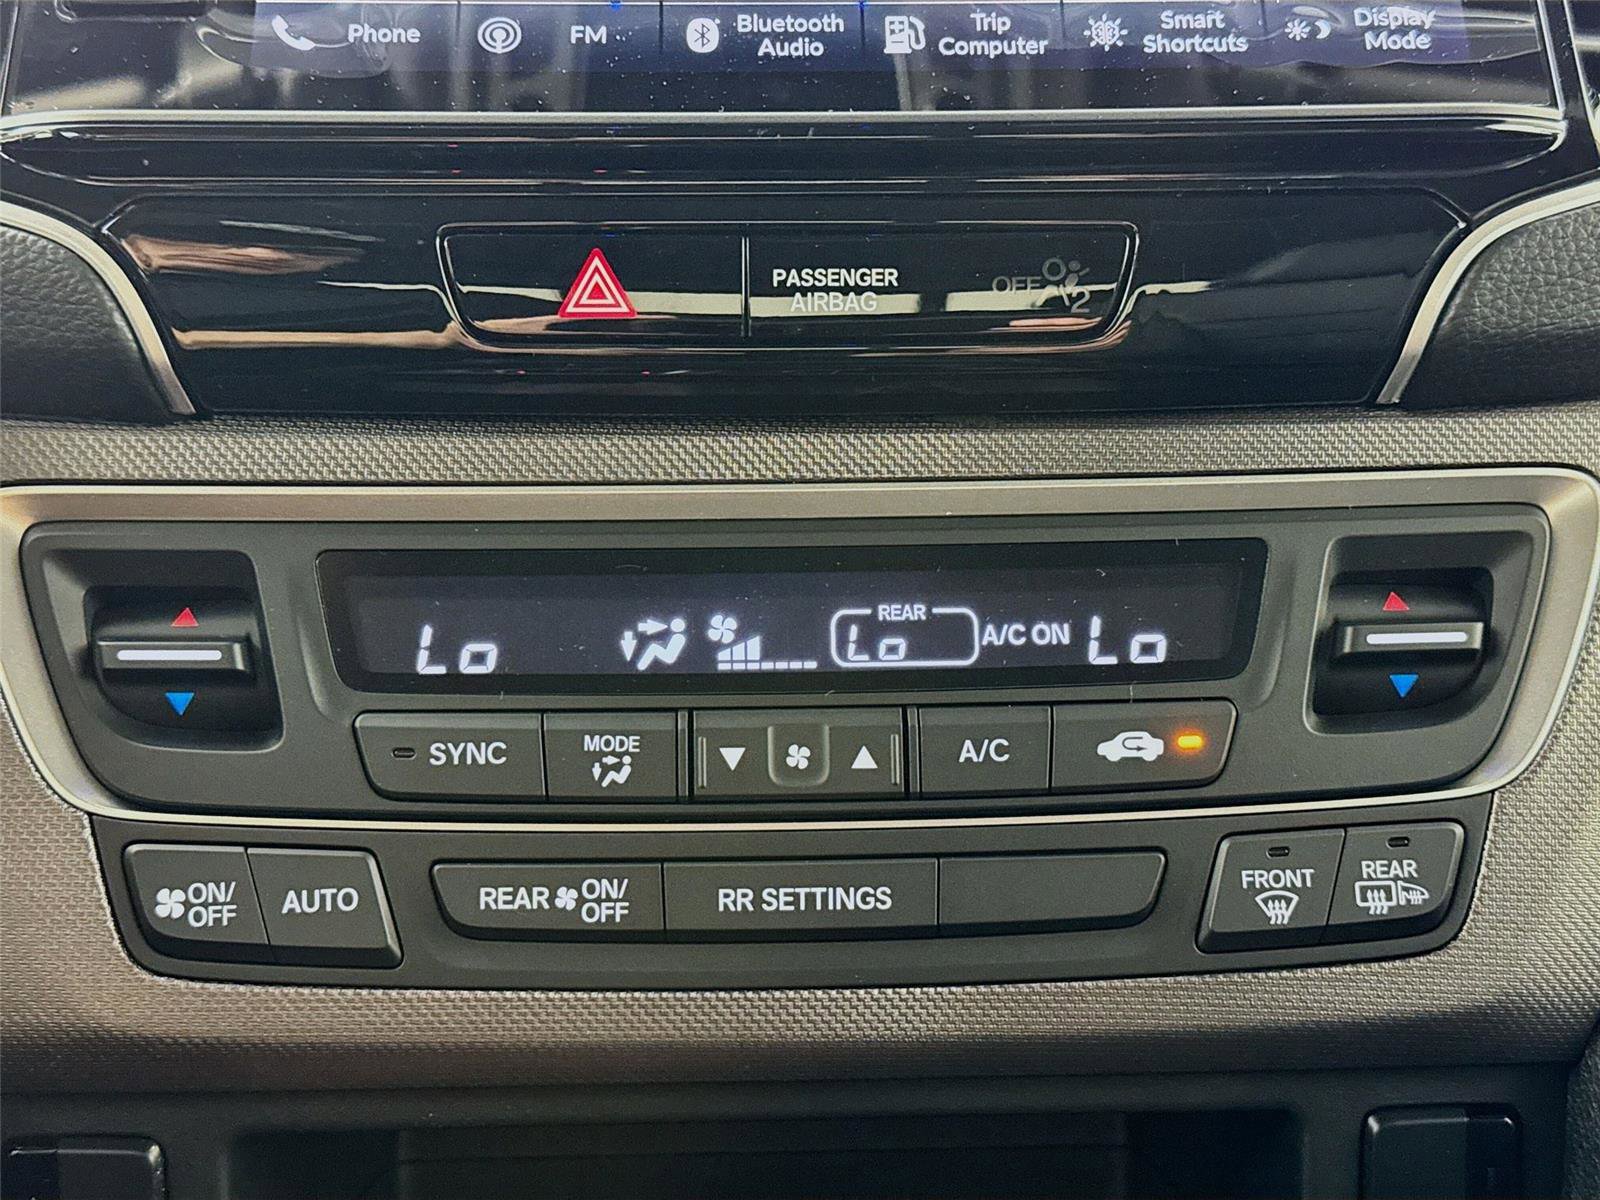 Phone
FM
Bluetooth
Audio
Trip
Computer
Smart
Shortcuts
Display
Mode
PASSENGER
AIRBAG
OFF
2
Lo
REAR
Lo
A/C ON
Lo
SYNC
MODE
A/C
ON/
OFF
AUTO
REAR
ON/
OFF
RR SETTINGS
FRONT
REAR